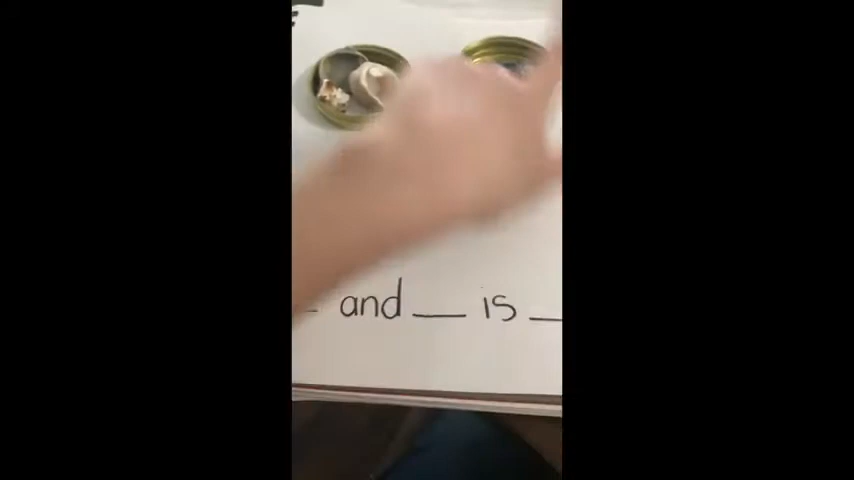 _ and __ is __